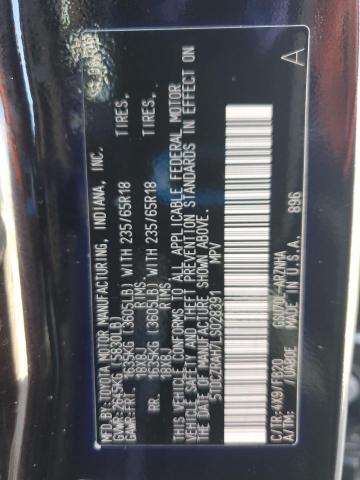 MFD. BY:
TOYOTA MOTOR MANUFACTURING, INDIANA, INC.
GVWR: 2645KG (5830LB)
GAWR: FRT. 1635KG (3605LB) WITH 235/65R18 TIRES,
18X8J RIMS,
RR. 1635KG (3605LB) WITH 235/65R18 TIRES,
18X8J RIMS,
THIS VEHICLE CONFORMS TO ALL APPLICABLE FEDERAL MOTOR
VEHICLE SAFETY AND THEFT PREVENTION STANDARDS IN EFFECT ON
THE DATE OF MANUFACTURE SHOWN ABOVE.
5TDCZRAH7LS028391 MPV
896
C/TR: 4X9/FB20 GSU70L-
A/TM: /UA80E MADE IN U.S.A.
A